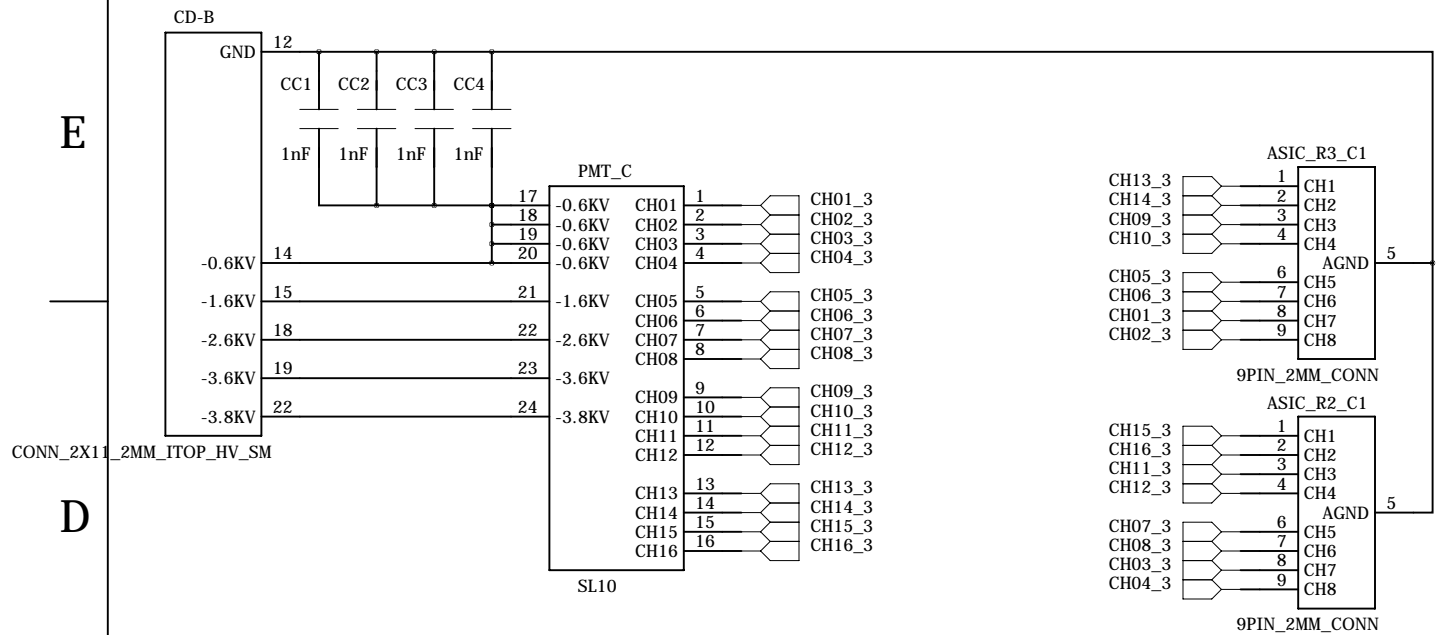 CD-B
GND 12
CC1 CC2 CC3 CC4
1nF 1nF 1nF 1nF
E
-0.6KV 14
-1.6KV 15
-2.6KV 18
-3.6KV 19
-3.8KV 22
CONN_2X11_2MM_ITOP_HV_SM
D
PMT_C
17 -0.6KV CH01 1 CH01_3
18 -0.6KV CH02 2 CH02_3
19 -0.6KV CH03 3 CH03_3
20 -0.6KV CH04 4 CH04_3
21 -1.6KV CH05 5 CH05_3
CH06 6 CH06_3
22 -2.6KV CH07 7 CH07_3
CH08 8 CH08_3
23 -3.6KV
CH09 9 CH09_3
24 -3.8KV CH10 10 CH10_3
CH11 11 CH11_3
CH12 12 CH12_3
CH13 13 CH13_3
CH14 14 CH14_3
CH15 15 CH15_3
CH16 16 CH16_3
SL10
ASIC_R3_C1
CH13_3 1 CH1
CH14_3 2 CH2
CH09_3 3 CH3
CH10_3 4 CH4
AGND 5
CH05_3 6 CH5
CH06_3 7 CH6
CH01_3 8 CH7
CH02_3 9 CH8
9PIN_2MM_CONN
ASIC_R2_C1
CH15_3 1 CH1
CH16_3 2 CH2
CH11_3 3 CH3
CH12_3 4 CH4
AGND 5
CH07_3 6 CH5
CH08_3 7 CH6
CH03_3 8 CH7
CH04_3 9 CH8
9PIN_2MM_CONN